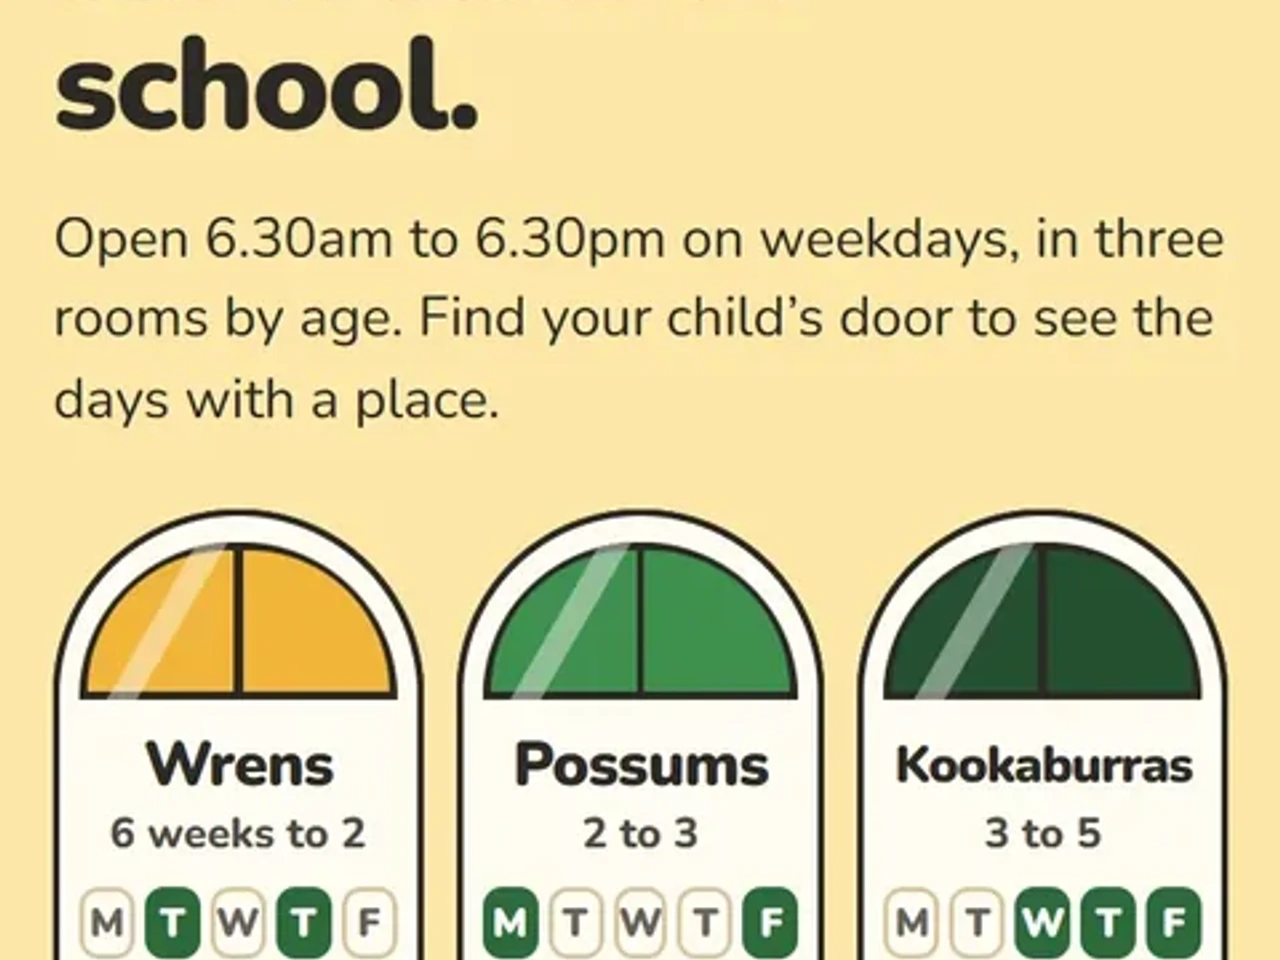 school.
Open 6.30am to 6.30pm on weekdays, in three
rooms by age. Find your child’s door to see the
days with a place.
Wrens
6 weeks to 2
M T W T F
Possums
2 to 3
M T W T F
Kookaburras
3 to 5
M T W T F